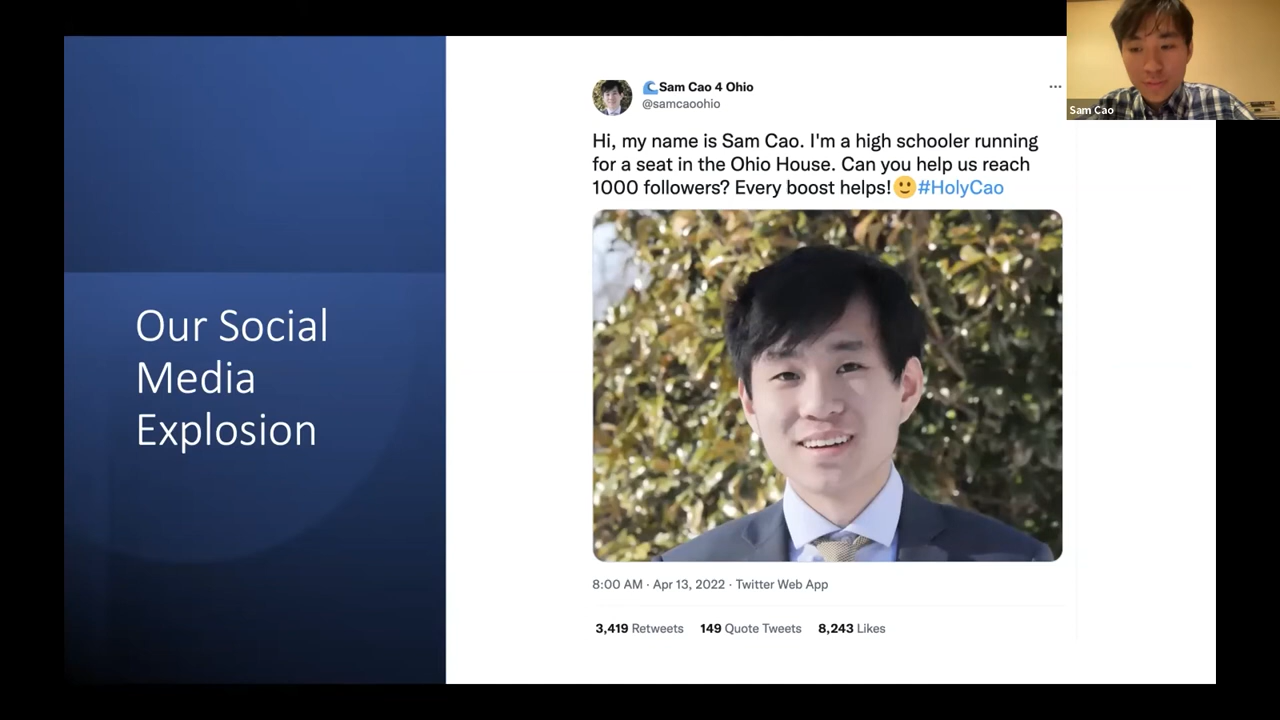 Our Social
Media
Explosion
🌊Sam Cao 4 Ohio
@samcaoohio
Hi, my name is Sam Cao. I'm a high schooler running
for a seat in the Ohio House. Can you help us reach
1000 followers? Every boost helps!🙂#HolyCao
8:00 AM · Apr 13, 2022 · Twitter Web App
3,419 Retweets 149 Quote Tweets 8,243 Likes
Sam Cao